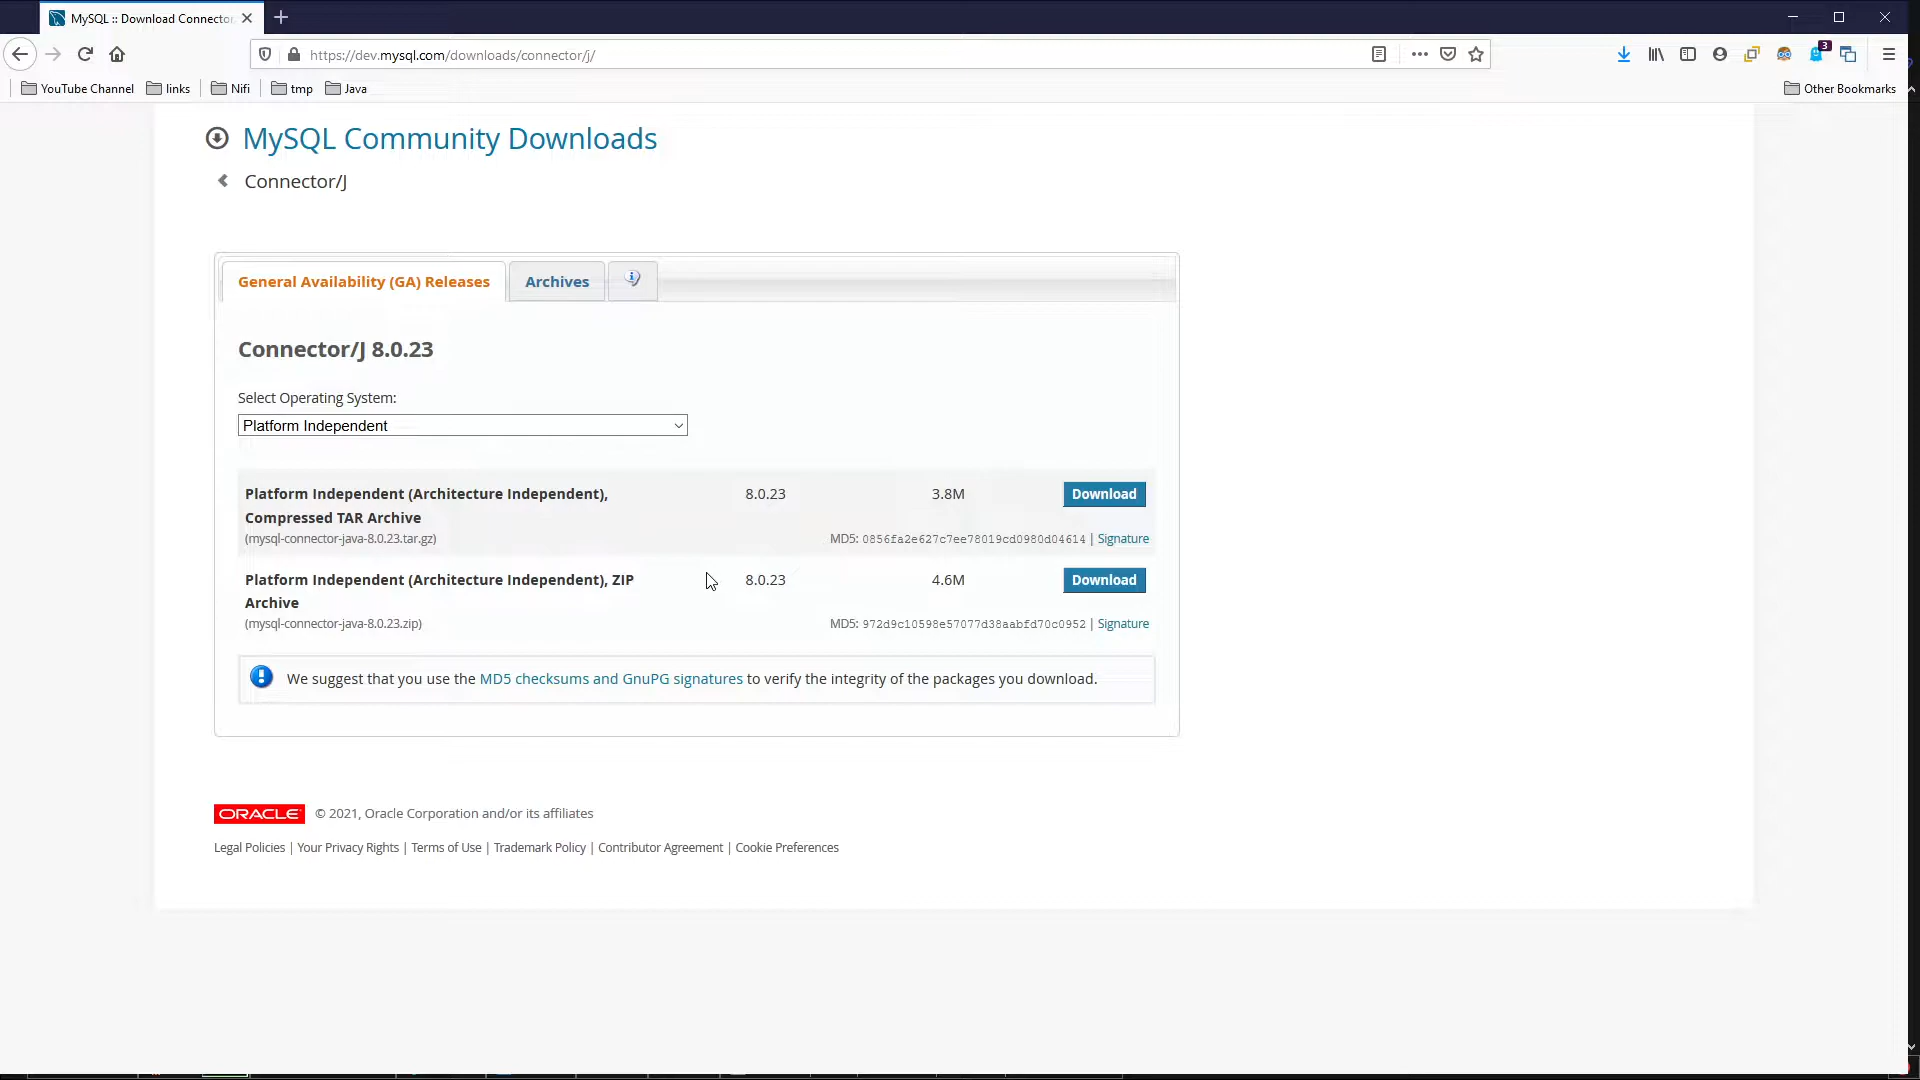 MySQL :: Download Connector
https://dev.mysql.com/downloads/connector/j/
3
YouTube Channel
links
Nifi
tmp
Java
Other Bookmarks
MySQL Community Downloads
Connector/J
General Availability (GA) Releases
Archives
Connector/J 8.0.23
Select Operating System:
Platform Independent
Platform Independent (Architecture Independent), 8.0.23 3.8M Download
Compressed TAR Archive
(mysql-connector-java-8.0.23.tar.gz) MD5: 0856fa2e627c7ee78019cd0980d04614 | Signature
Platform Independent (Architecture Independent), ZIP 8.0.23 4.6M Download
Archive
(mysql-connector-java-8.0.23.zip) MD5: 972d9c10598e57077d38aabfd70c0952 | Signature
We suggest that you use the MD5 checksums and GnuPG signatures to verify the integrity of the packages you download.
ORACLE © 2021, Oracle Corporation and/or its affiliates
Legal Policies | Your Privacy Rights | Terms of Use | Trademark Policy | Contributor Agreement | Cookie Preferences